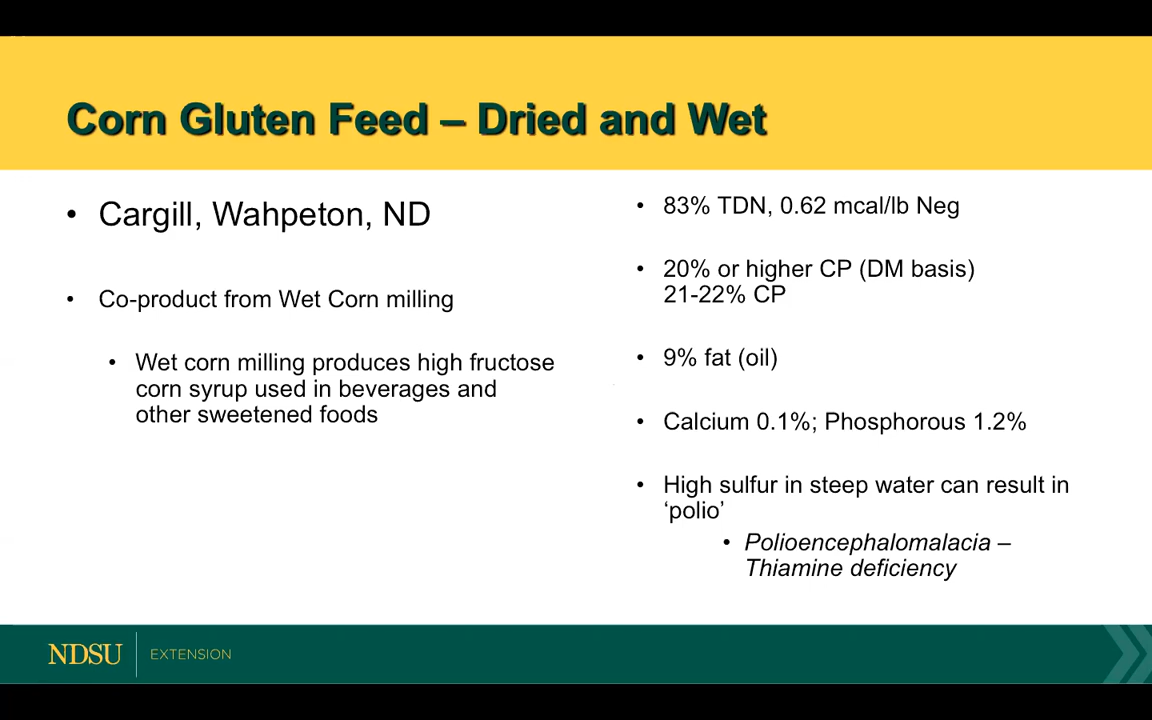 Corn Gluten Feed – Dried and Wet
• Cargill, Wahpeton, ND
• Co-product from Wet Corn milling
• Wet corn milling produces high fructose
corn syrup used in beverages and
other sweetened foods
• 83% TDN, 0.62 mcal/lb Neg
• 20% or higher CP (DM basis)
21-22% CP
• 9% fat (oil)
• Calcium 0.1%; Phosphorous 1.2%
• High sulfur in steep water can result in
‘polio’
• Polioencephalomalacia –
Thiamine deficiency
NDSU EXTENSION